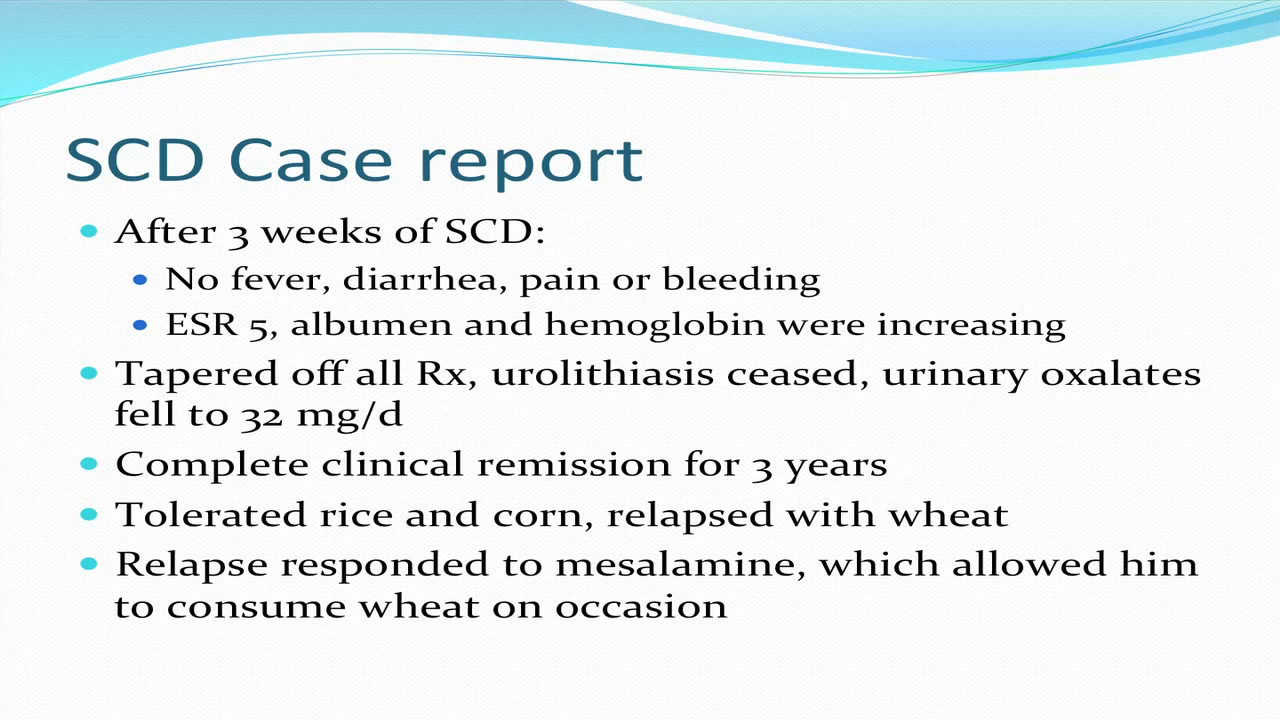 SCD Case report
After 3 weeks of SCD:
No fever, diarrhea, pain or bleeding
ESR 5, albumen and hemoglobin were increasing
Tapered off all Rx, urolithiasis ceased, urinary oxalates
fell to 32 mg/d
Complete clinical remission for 3 years
Tolerated rice and corn, relapsed with wheat
Relapse responded to mesalamine, which allowed him
to consume wheat on occasion